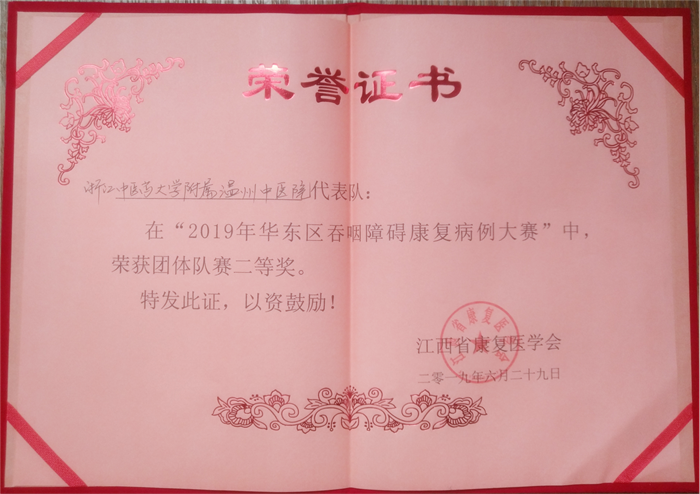 荣誉证书
浙江中医药大学附属温州中医院代表队：
在“2019年华东区吞咽障碍康复病例大赛”中，
荣获团体队赛二等奖。
特发此证，以资鼓励！
江西省康复医学会
二零一九年六月二十九日